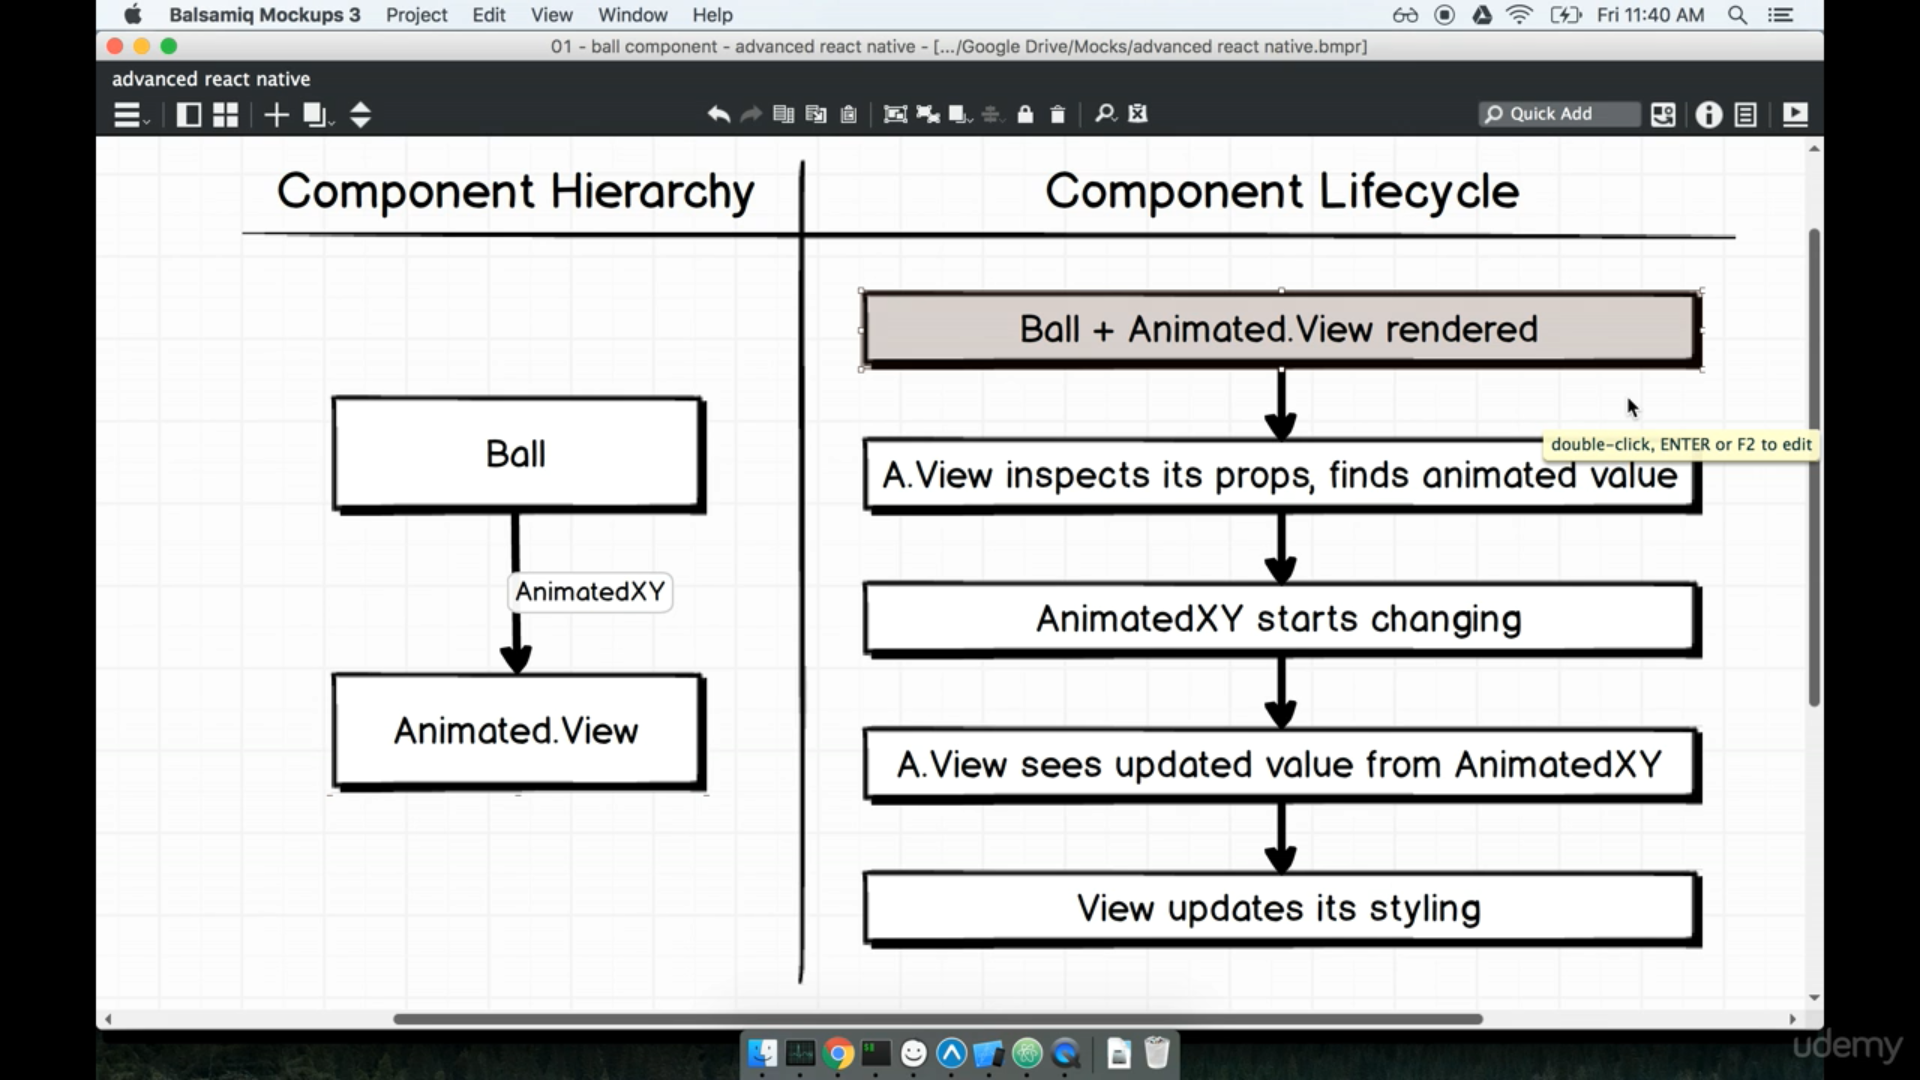 Balsamiq Mockups 3 Project Edit View Window Help Fri 11:40 AM
01 - ball component - advanced react native - [.../Google Drive/Mocks/advanced react native.bmpr]
advanced react native
Quick Add
Component Hierarchy
Component Lifecycle
Ball + Animated.View rendered
double-click, ENTER or F2 to edit
A.View inspects its props, finds animated value
Ball
AnimatedXY
AnimatedXY starts changing
Animated.View
A.View sees updated value from AnimatedXY
View updates its styling
udemy